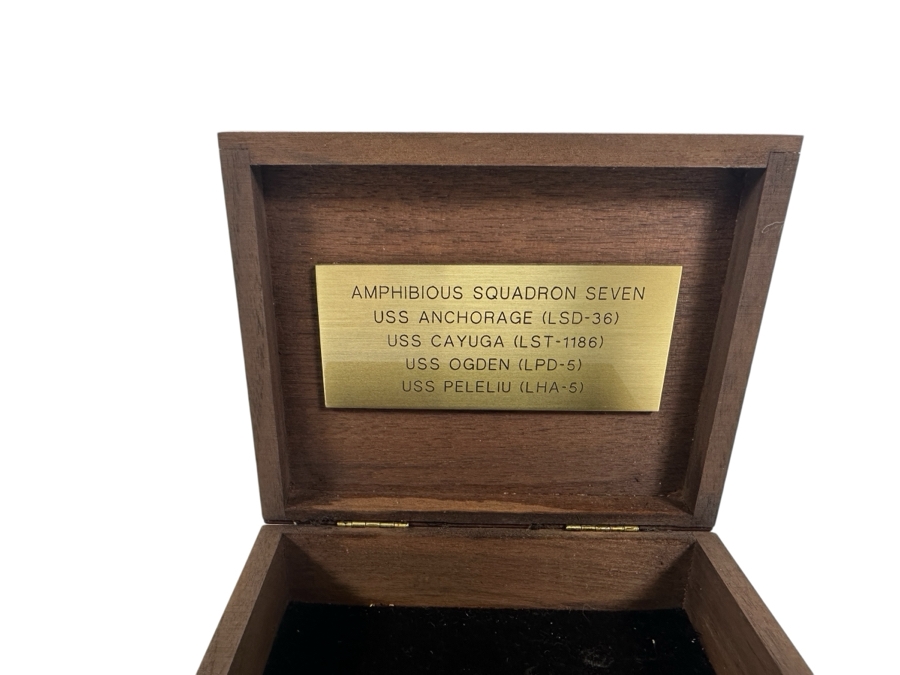 AMPHIBIOUS SQUADRON SEVEN
USS ANCHORAGE (LSD-36)
USS CAYUGA (LST-1186)
USS OGDEN (LPD-5)
USS PELELIU (LHA-5)